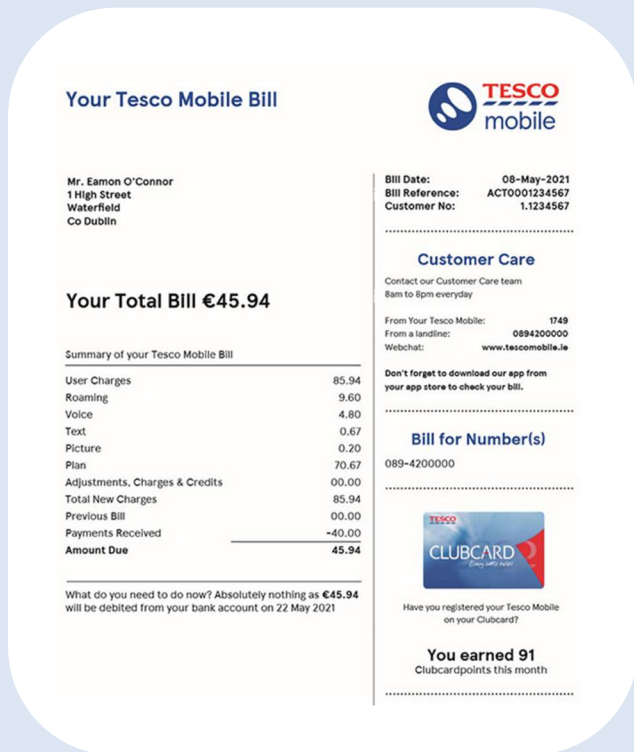 Your Tesco Mobile Bill
TESCO
mobile
Mr. Eamon O'Connor
1 High Street
Waterfield
Co Dublin
Bill Date: 08-May-2021
Bill Reference: ACT0001234567
Customer No: 1.1234567
Your Total Bill €45.94
Summary of your Tesco Mobile Bill
User Charges 85.94
Roaming 9.60
Voice 4.80
Text 0.67
Picture 0.20
Plan 70.67
Adjustments, Charges & Credits 00.00
Total New Charges 85.94
Previous Bill 00.00
Payments Received -40.00
Amount Due 45.94
What do you need to do now? Absolutely nothing as €45.94
will be debited from your bank account on 22 May 2021
Customer Care
Contact our Customer Care team
8am to 8pm everyday
From Your Tesco Mobile: 1749
From a landline: 0894200000
Webchat: www.tescomobile.ie
Don't forget to download our app from
your app store to check your bill.
Bill for Number(s)
089-4200000
TESCO
CLUBCARD
Every little helps
Have you registered your Tesco Mobile
on your Clubcard?
You earned 91
Clubcardpoints this month